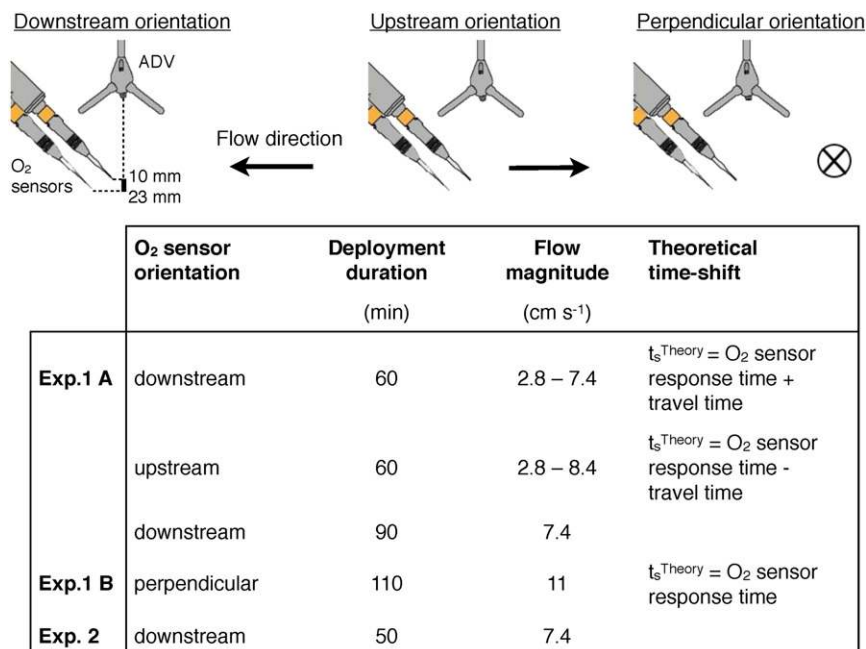 Downstream orientation
Upstream orientation
Perpendicular orientation
ADV
Flow direction
O₂
sensors
10 mm
23 mm
O₂ sensor
orientation
Deployment
duration
(min)
Flow
magnitude
(cm s⁻¹)
Theoretical
time-shift
Exp.1 A downstream 60 2.8 – 7.4 tₛᵀʰᵉᵒʳʸ = O₂ sensor
response time +
travel time
upstream 60 2.8 – 8.4 tₛᵀʰᵉᵒʳʸ = O₂ sensor
response time -
travel time
downstream 90 7.4
Exp.1 B perpendicular 110 11 tₛᵀʰᵉᵒʳʸ = O₂ sensor
response time
Exp. 2 downstream 50 7.4